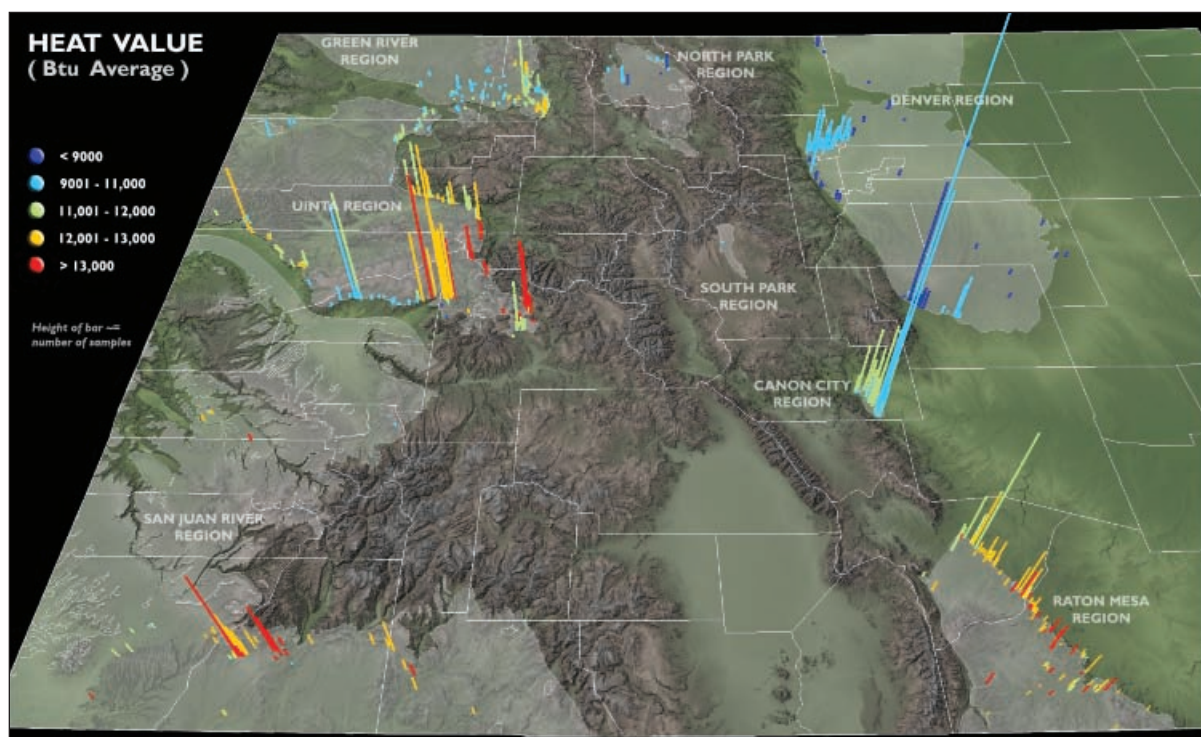 HEAT VALUE
( Btu Average )
< 9000
9001 - 11,000
11,001 - 12,000
12,001 - 13,000
> 13,000
Height of bar =
number of samples
GREEN RIVER
REGION
NORTH PARK
REGION
DENVER REGION
UINTA REGION
SOUTH PARK
REGION
CANON CITY
REGION
SAN JUAN RIVER
REGION
RATON MESA
REGION